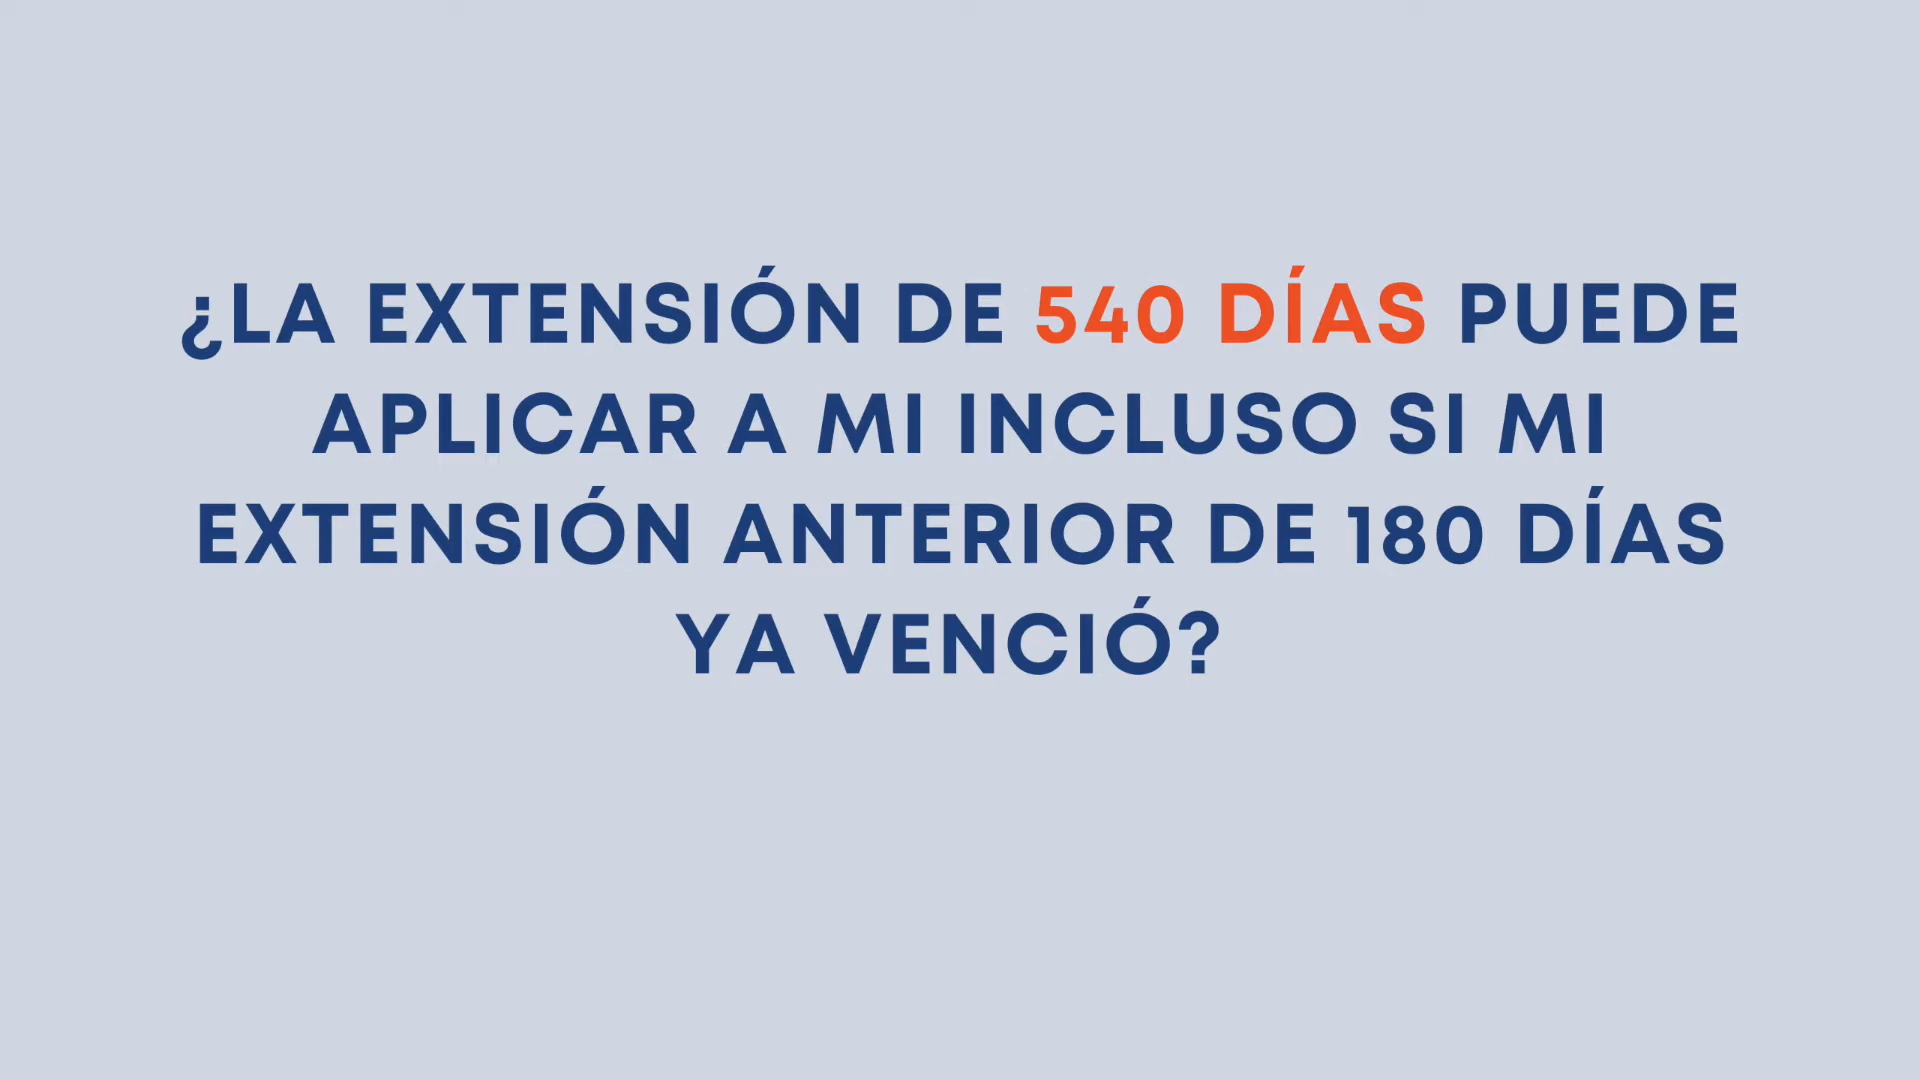 ¿LA EXTENSIÓN DE 540 DÍAS PUEDE
APLICAR A MI INCLUSO SI MI
EXTENSIÓN ANTERIOR DE 180 DÍAS
YA VENCIÓ?